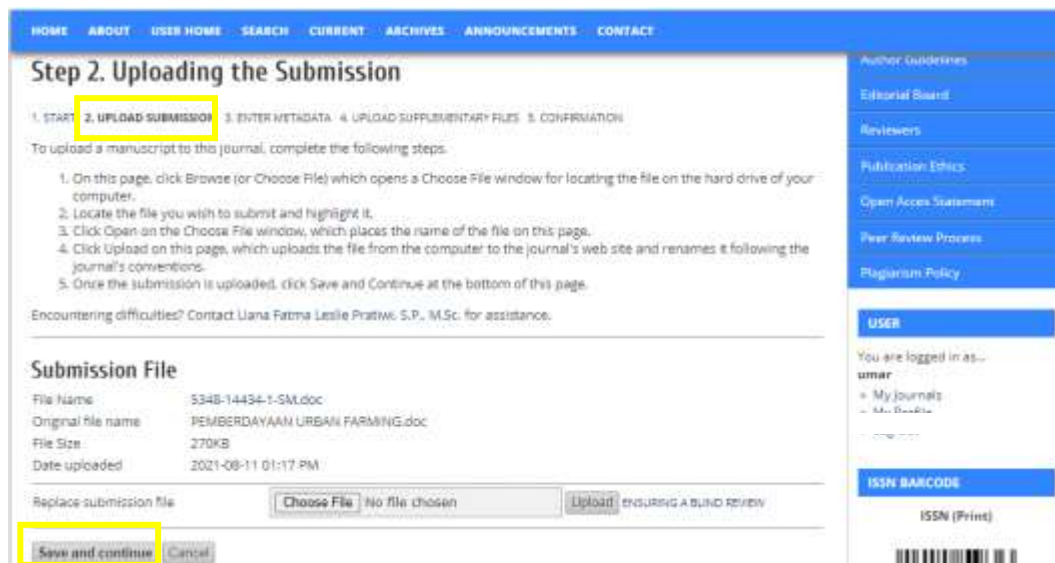 HOME ABOUT USER HOME SEARCH CURRENT ARCHIVES ANNOUNCEMENTS CONTACT
Step 2. Uploading the Submission
1. START 2. UPLOAD SUBMISSION 3. ENTER METADATA 4. UPLOAD SUPPLEMENTARY FILES 5. CONFIRMATION
To upload a manuscript to this journal, complete the following steps.
1. On this page, click Browse (or Choose File) which opens a Choose File window for locating the file on the hard drive of your
computer.
2. Locate the file you wish to submit and highlight it.
3. Click Open on the Choose File window, which places the name of the file on this page.
4. Click Upload on this page, which uploads the file from the computer to the journal's web site and renames it following the
journal's conventions.
5. Once the submission is uploaded, click Save and Continue at the bottom of this page.
Encountering difficulties? Contact Liana Fatma Leslie Pratiwi, S.P., M.Sc. for assistance.
Submission File
File Name 5348-14434-1-SM.doc
Original file name PEMBERDAYAAN URBAN FARMING.doc
File Size 270KB
Date uploaded 2021-08-11 01:17 PM
Replace submission file Choose File No file chosen Upload ENSURING A BLIND REVIEW
Save and continue Cancel
Author Guidelines
Editorial Board
Reviewers
Publication Ethics
Open Acces Statement
Peer Review Process
Plagiarism Policy
USER
You are logged in as...
umar
My Journals
My Profile
ISSN BARCODE
ISSN (Print)